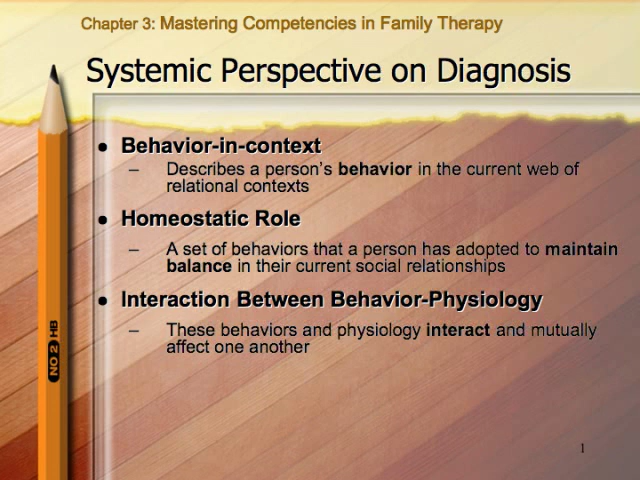 Chapter 3: Mastering Competencies in Family Therapy
Systemic Perspective on Diagnosis
● Behavior-in-context
– Describes a person's behavior in the current web of
relational contexts
● Homeostatic Role
– A set of behaviors that a person has adopted to maintain
balance in their current social relationships
● Interaction Between Behavior-Physiology
– These behaviors and physiology interact and mutually
affect one another
NO 2 HB
1